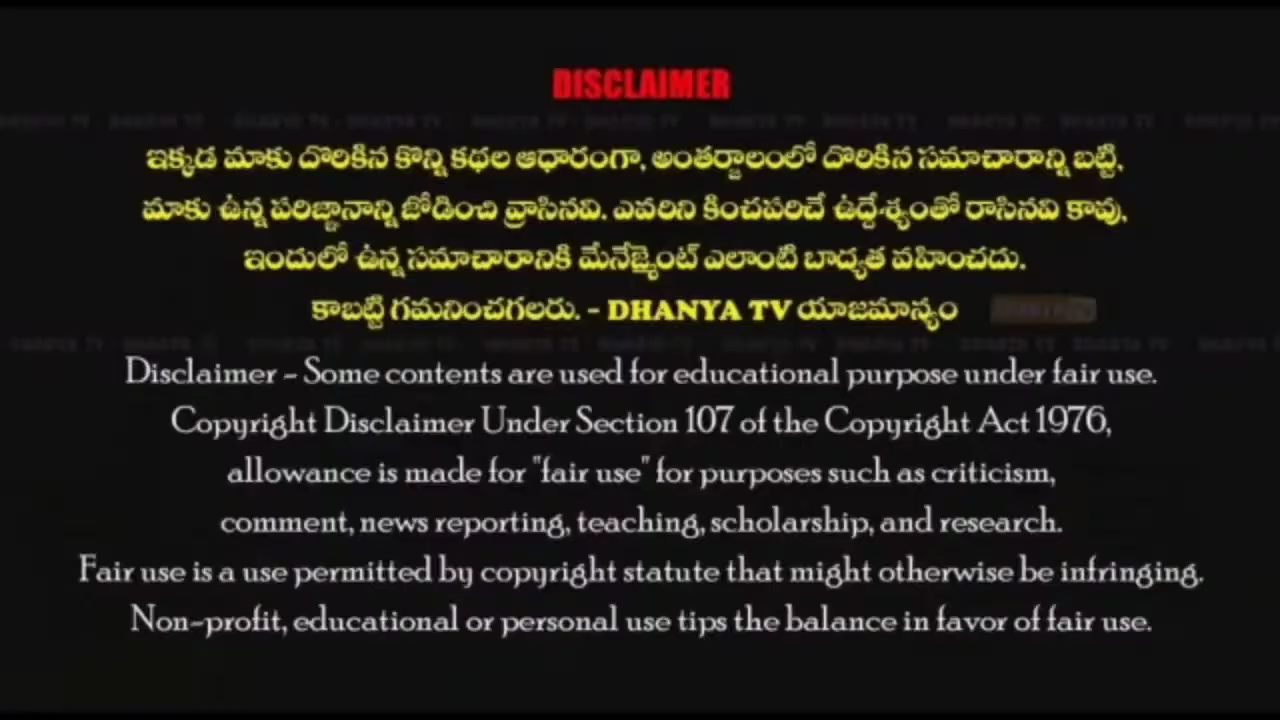 DISCLAIMER
ఇక్కడ మాకు దొరికిన కొన్ని కథల ఆధారంగా, అంతర్జాలంలో దొరికిన సమాచారాన్ని బట్టి,
మాకు ఉన్న పరిజ్ఞానాన్ని జోడించి వ్రాసినవి. ఎవరిని కించపరిచే ఉద్దేశ్యంతో రాసినవి కావు,
ఇందులో ఉన్న సమాచారానికి మేనేజ్మెంట్ ఎలాంటి బాద్యత వహించదు.
కాబట్టి గమనించగలరు. - DHANYA TV యాజమాన్యం
Disclaimer - Some contents are used for educational purpose under fair use.
Copyright Disclaimer Under Section 107 of the Copyright Act 1976,
allowance is made for "fair use" for purposes such as criticism,
comment, news reporting, teaching, scholarship, and research.
Fair use is a use permitted by copyright statute that might otherwise be infringing.
Non-profit, educational or personal use tips the balance in favor of fair use.